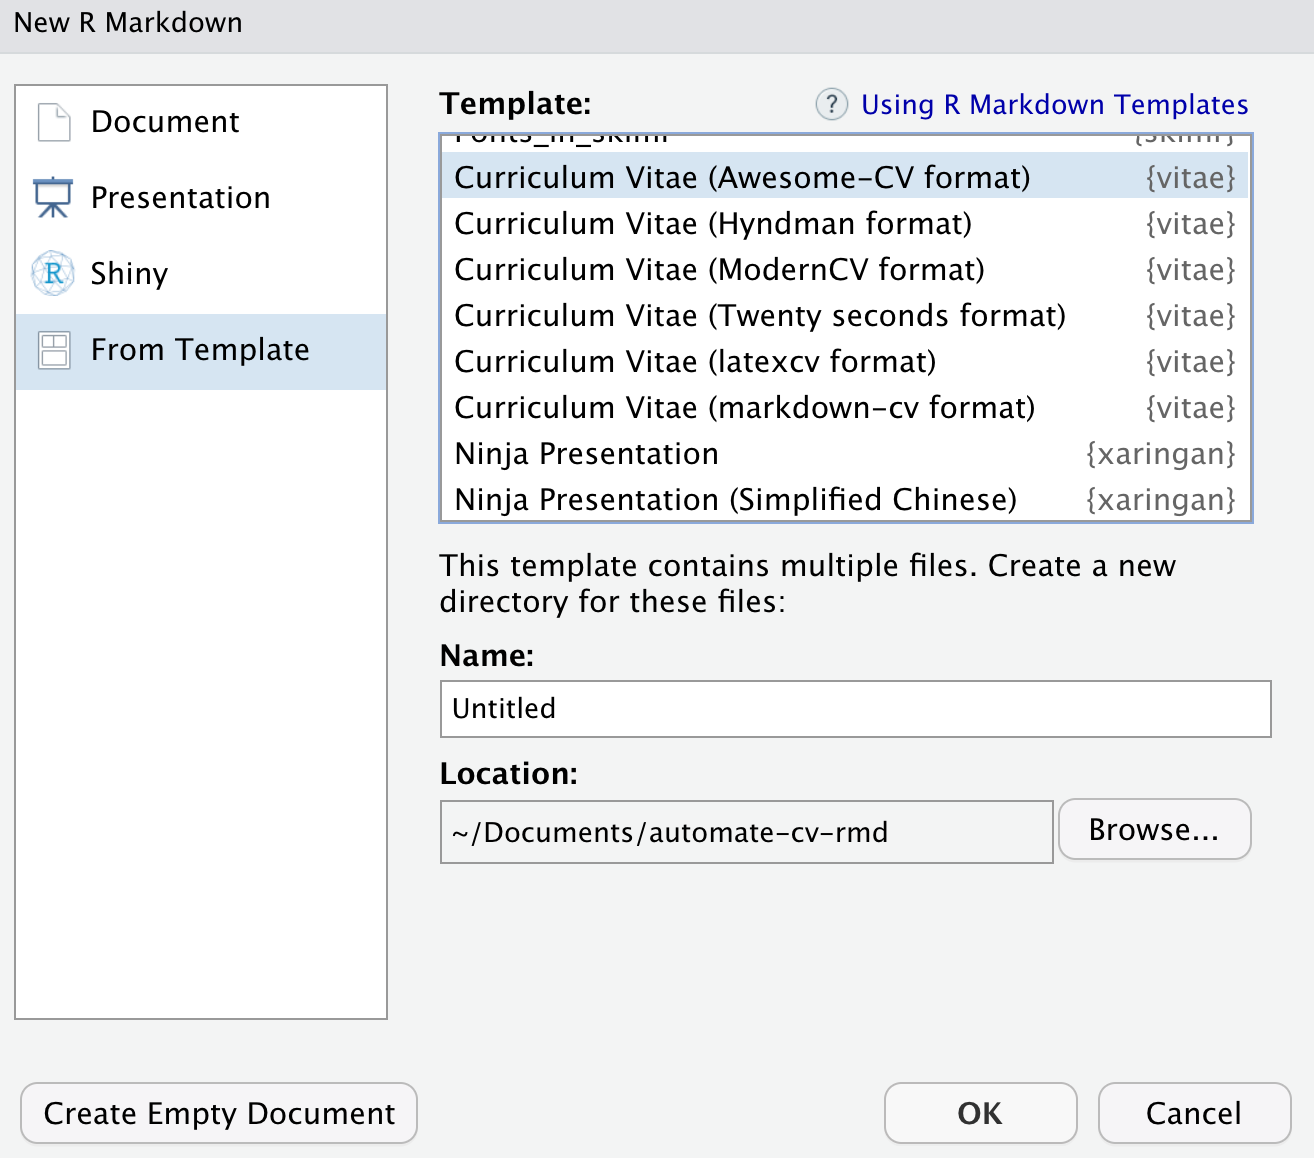 New R Markdown
Document
Presentation
Shiny
From Template
Template:
? Using R Markdown Templates
Fonts_in_skimr {skimr}
Curriculum Vitae (Awesome-CV format) {vitae}
Curriculum Vitae (Hyndman format) {vitae}
Curriculum Vitae (ModernCV format) {vitae}
Curriculum Vitae (Twenty seconds format) {vitae}
Curriculum Vitae (latexcv format) {vitae}
Curriculum Vitae (markdown-cv format) {vitae}
Ninja Presentation {xaringan}
Ninja Presentation (Simplified Chinese) {xaringan}
This template contains multiple files. Create a new
directory for these files:
Name:
Untitled
Location:
~/Documents/automate-cv-rmd
Browse...
Create Empty Document
OK
Cancel